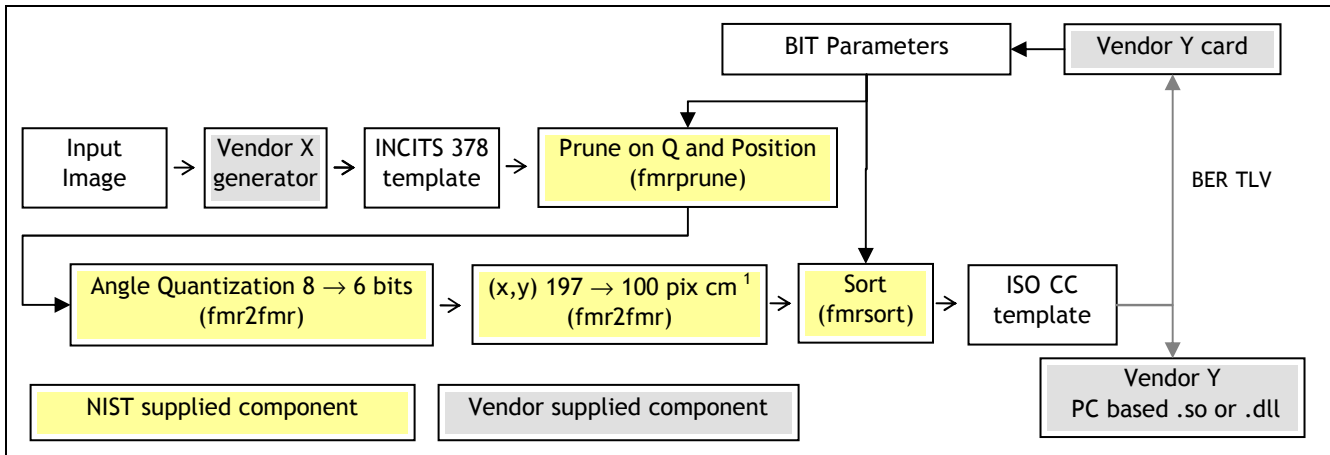 BIT Parameters
Vendor Y card
Input
Image
Vendor X
generator
INCITS 378
template
Prune on Q and Position
(fmrprune)
BER TLV
Angle Quantization 8 → 6 bits
(fmr2fmr)
(x,y) 197 → 100 pix cm 1
(fmr2fmr)
Sort
(fmrsort)
ISO CC
template
NIST supplied component
Vendor supplied component
Vendor Y
PC based .so or .dll